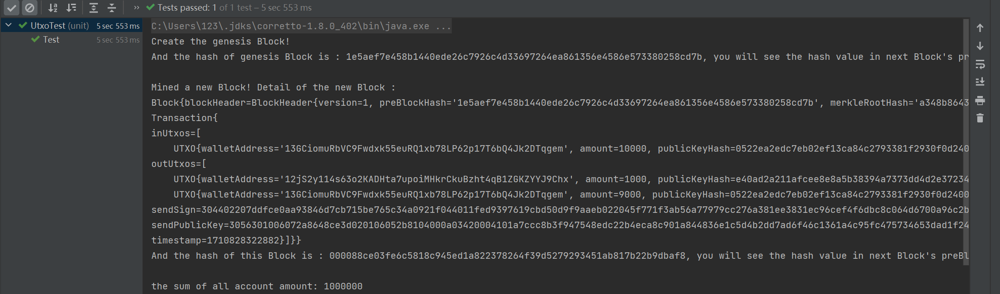 Tests passed: 1 of 1 test – 5 sec 553 ms
UtxoTest (unit) 5 sec 553 ms
Test 5 sec 553 ms
C:\Users\123\.jdks\corretto-1.8.0_402\bin\java.exe ...
Create the genesis Block!
And the hash of genesis Block is : 1e5aef7e458b1440ede26c7926c4d33697264ea861356e4586e573380258cd7b, you will see the hash value in next Block's pr
Mined a new Block! Detail of the new Block :
Block{blockHeader=BlockHeader{version=1, preBlockHash='1e5aef7e458b1440ede26c7926c4d33697264ea861356e4586e573380258cd7b', merkleRootHash='a348b8643
Transaction{
inUtxos=[
UTXO{walletAddress='13GCiomuRbVC9Fwdxk55euRQ1xb78LP62p17T6bQ4Jk2DTqgem', amount=10000, publicKeyHash=0522ea2edc7eb02ef13ca84c2793381f2930f0d240
outUtxos=[
UTXO{walletAddress='12jS2y114s63o2KADHta7upoiMHkrCkuBzht4qB1ZGKZYYJ9Chx', amount=1000, publicKeyHash=e40ad2a211afcee8e8a5b38394a7373dd4d2e37234
UTXO{walletAddress='13GCiomuRbVC9Fwdxk55euRQ1xb78LP62p17T6bQ4Jk2DTqgem', amount=9000, publicKeyHash=0522ea2edc7eb02ef13ca84c2793381f2930f0d2400
sendSign=304402207ddfce0aa93846d7cb715be765c34a0921f044011fed9397619cbd50d9f9aaeb022045f771f3ab56a77979cc276a381ee3831ec96cef4f6dbc8c064d6700a96c2b
sendPublicKey=3056301006072a8648ce3d020106052b8104000a03420004101a7ccc8b3f947548edc22b4eca8c901a844836e1c5d4b2dd7ad6f46c1361a4c95fc475734653dad1f24
timestamp=1710828322882}]}}
And the hash of this Block is : 000088ce03fe6c5818c945ed1a822378264f39d5279293451ab817b22b9dbaf8, you will see the hash value in next Block's preBl
the sum of all account amount: 1000000